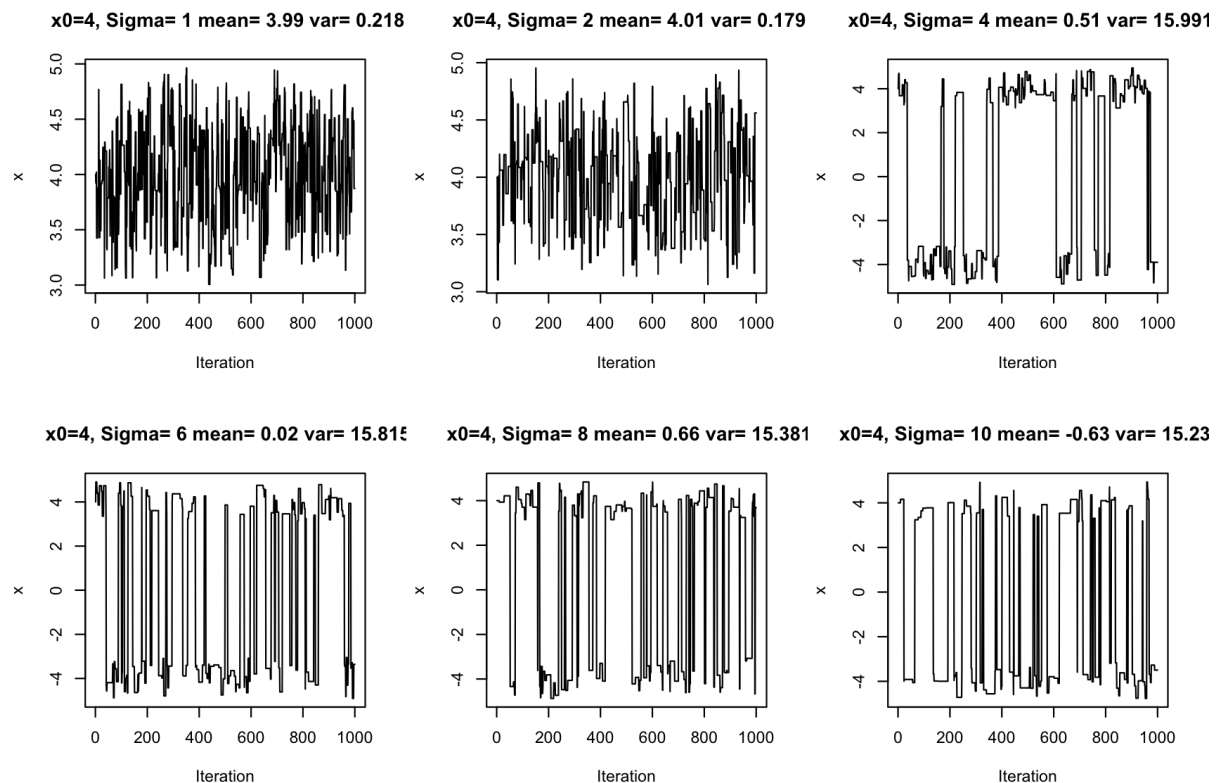 x0=4, Sigma= 1 mean= 3.99 var= 0.218
x
5.0
4.5
4.0
3.5
3.0
0 200 400 600 800 1000
Iteration
x0=4, Sigma= 2 mean= 4.01 var= 0.179
x
5.0
4.5
4.0
3.5
3.0
0 200 400 600 800 1000
Iteration
x0=4, Sigma= 4 mean= 0.51 var= 15.991
x
4
2
0
-2
-4
0 200 400 600 800 1000
Iteration
x0=4, Sigma= 6 mean= 0.02 var= 15.815
x
4
2
0
-2
-4
0 200 400 600 800 1000
Iteration
x0=4, Sigma= 8 mean= 0.66 var= 15.381
x
4
2
0
-2
-4
0 200 400 600 800 1000
Iteration
x0=4, Sigma= 10 mean= -0.63 var= 15.23
x
4
2
0
-2
-4
0 200 400 600 800 1000
Iteration